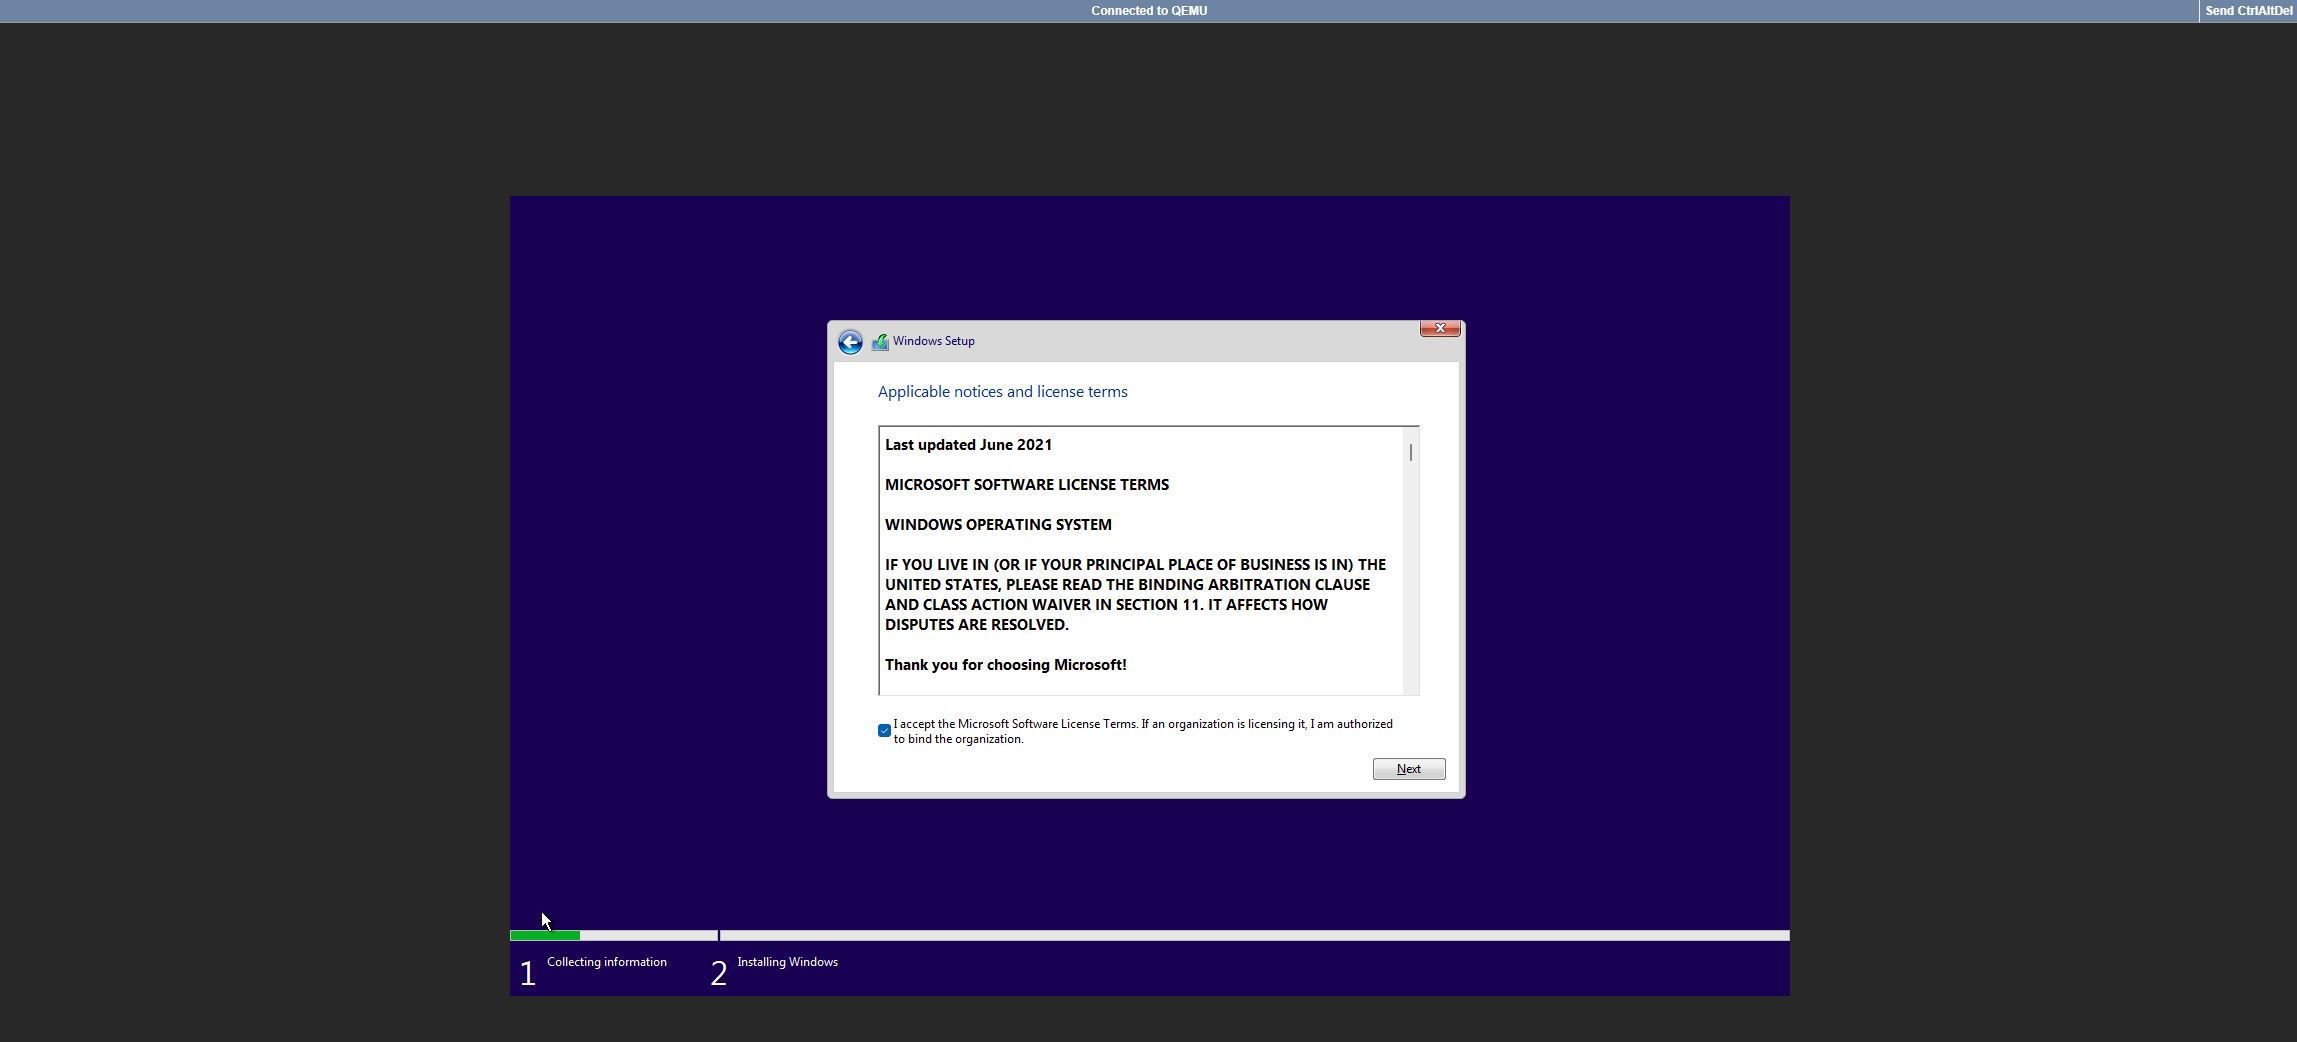 Connected to QEMU
Send CtrlAltDel
Windows Setup
Applicable notices and license terms
Last updated June 2021
MICROSOFT SOFTWARE LICENSE TERMS
WINDOWS OPERATING SYSTEM
IF YOU LIVE IN (OR IF YOUR PRINCIPAL PLACE OF BUSINESS IS IN) THE
UNITED STATES, PLEASE READ THE BINDING ARBITRATION CLAUSE
AND CLASS ACTION WAIVER IN SECTION 11. IT AFFECTS HOW
DISPUTES ARE RESOLVED.
Thank you for choosing Microsoft!
I accept the Microsoft Software License Terms. If an organization is licensing it, I am authorized
to bind the organization.
Next
1 Collecting information
2 Installing Windows